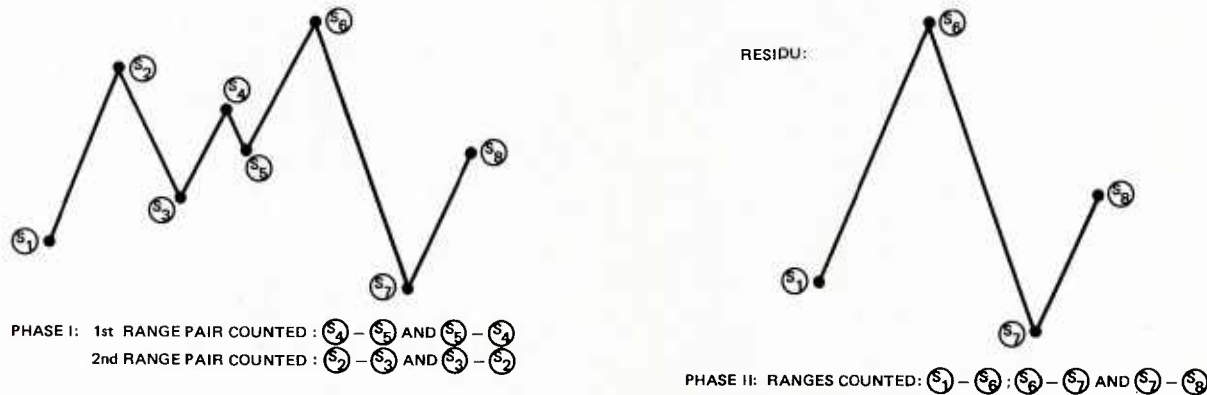 S6
S2
S4
S5
S8
S3
S1
S7
PHASE I: 1st RANGE PAIR COUNTED : S4 – S5 AND S5 – S4
2nd RANGE PAIR COUNTED : S2 – S3 AND S3 – S2
S6
RESIDU:
S8
S1
S7
PHASE II: RANGES COUNTED: S1 – S6 ; S6 – S7 AND S7 – S8